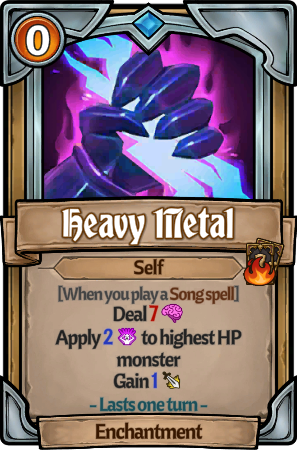 0
Heavy Metal
Self
[When you play a Song spell]
Deal 7
Apply 2 to highest HP
monster
Gain 1
- Lasts one turn -
Enchantment